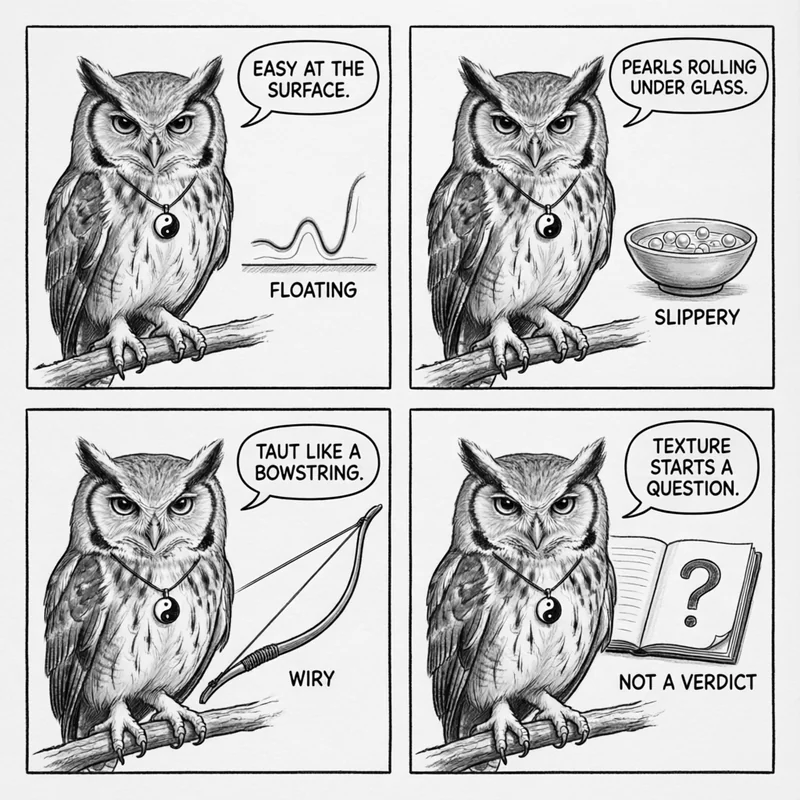 EASY AT THE
SURFACE.
FLOATING
PEARLS ROLLING
UNDER GLASS.
SLIPPERY
TAUT LIKE A
BOWSTRING.
WIRY
TEXTURE
STARTS A
QUESTION.
?
NOT A VERDICT